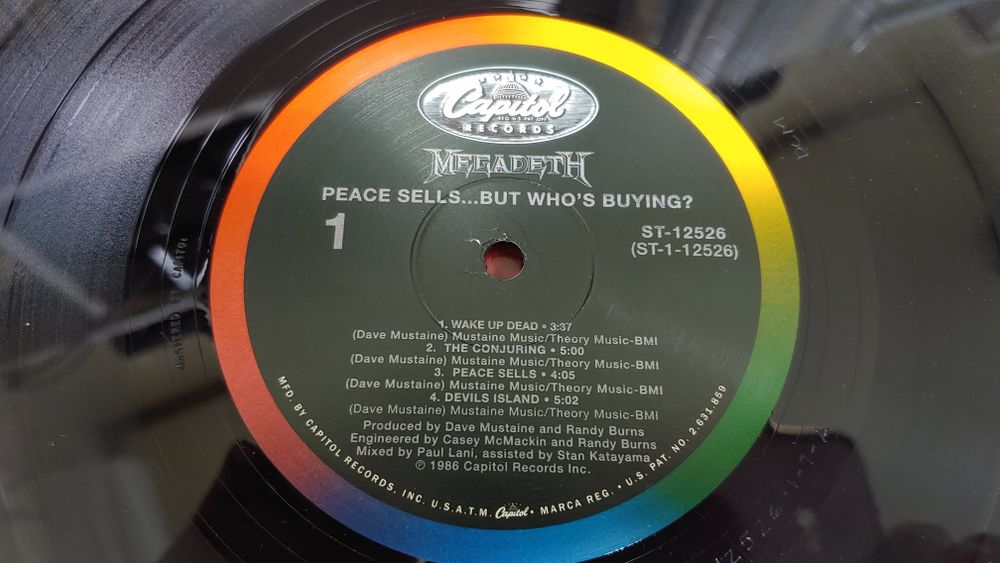 Capitol
REG. U.S. PAT. OFF.
RECORDS
MEGADETH
PEACE SELLS...BUT WHO'S BUYING?
1
ST-12526
(ST-1-12526)
1. WAKE UP DEAD • 3:37
(Dave Mustaine) Mustaine Music/Theory Music-BMI
2. THE CONJURING • 5:00
(Dave Mustaine) Mustaine Music/Theory Music-BMI
3. PEACE SELLS • 4:05
(Dave Mustaine) Mustaine Music/Theory Music-BMI
4. DEVILS ISLAND • 5:02
(Dave Mustaine) Mustaine Music/Theory Music-BMI
Produced by Dave Mustaine and Randy Burns
Engineered by Casey McMackin and Randy Burns
Mixed by Paul Lani, assisted by Stan Katayama
℗ 1986 Capitol Records Inc.
MFD. BY CAPITOL RECORDS, INC. U.S.A. T.M. Capitol • MARCA REG. • U.S. PAT. NO. 2,631,859
MASTERED BY CAPITOL
DCM